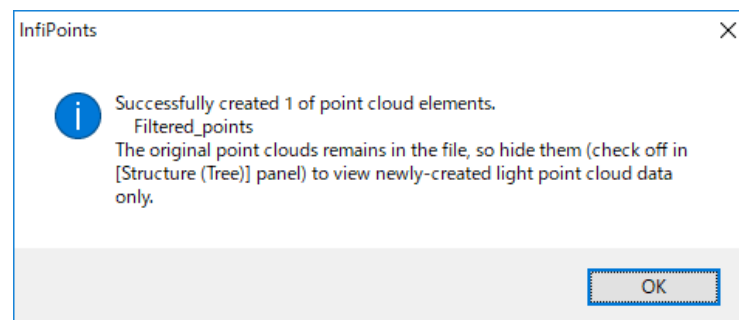 InfiPoints
Successfully created 1 of point cloud elements.
Filtered_points
The original point clouds remains in the file, so hide them (check off in
[Structure (Tree)] panel) to view newly-created light point cloud data
only.
OK